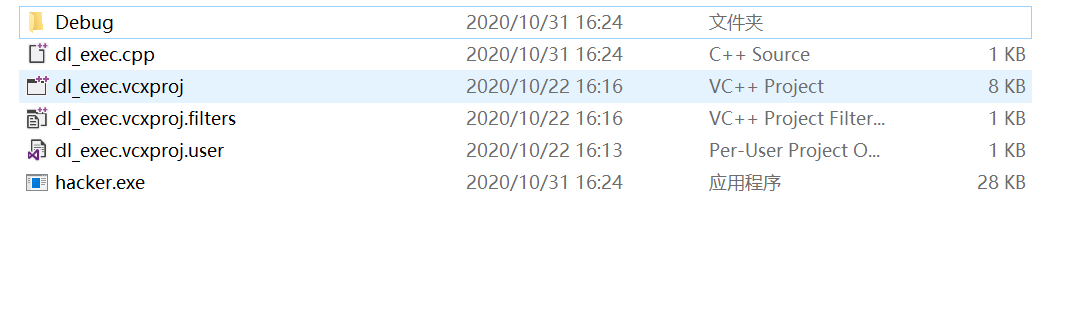 Debug 2020/10/31 16:24 文件夹
dl_exec.cpp 2020/10/31 16:24 C++ Source 1 KB
dl_exec.vcxproj 2020/10/22 16:16 VC++ Project 8 KB
dl_exec.vcxproj.filters 2020/10/22 16:16 VC++ Project Filter... 1 KB
dl_exec.vcxproj.user 2020/10/22 16:13 Per-User Project O... 1 KB
hacker.exe 2020/10/31 16:24 应用程序 28 KB